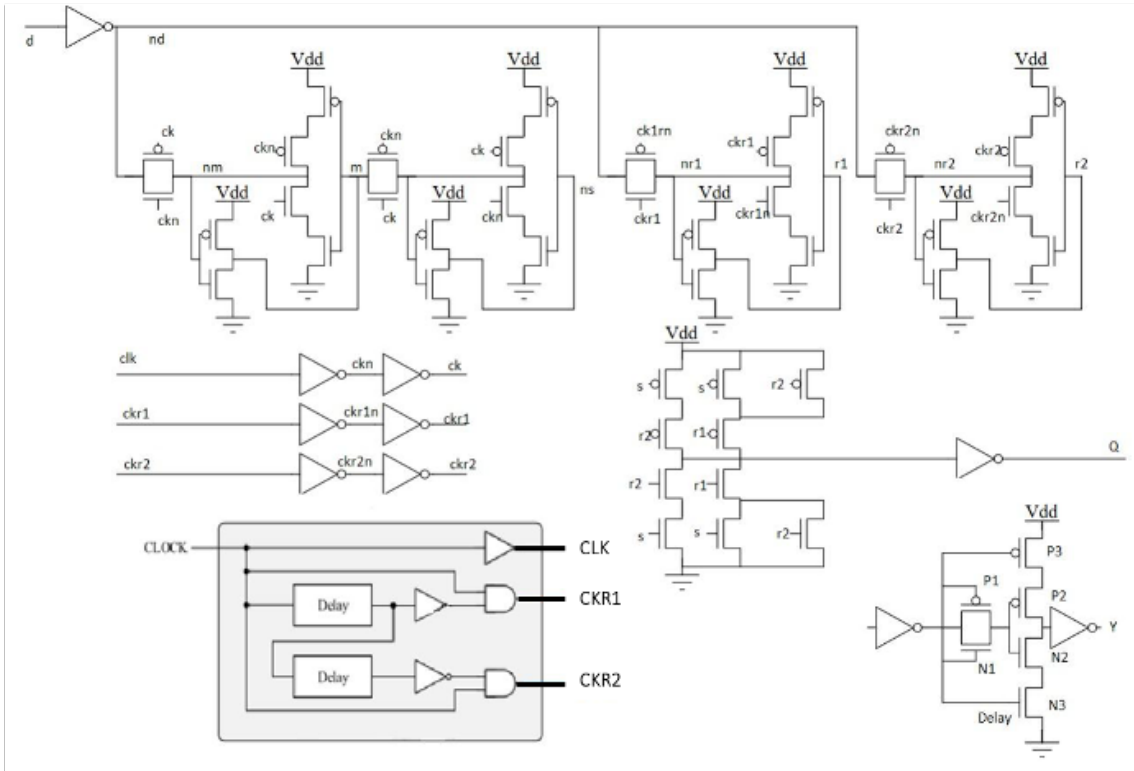 d
nd
Vdd
Vdd
Vdd
Vdd
ck
ckn
nm
Vdd
ck
ckn
m
ckn
ck
Vdd
ckn
ck
ns
ck1rn
ckr1
nr1
Vdd
ckr1n
ckr1
r1
ckr2n
ckr2
nr2
Vdd
ckr2n
ckr2
r2
clk
ckn
ck
ckr1
ckr1n
ckr1
ckr2
ckr2n
ckr2
Vdd
s
s
r2
r2
r1
r2
r1
s
s
r2
Q
CLOCK
CLK
Delay
CKR1
Delay
CKR2
Vdd
P3
P1
P2
Y
N1
N2
Delay
N3